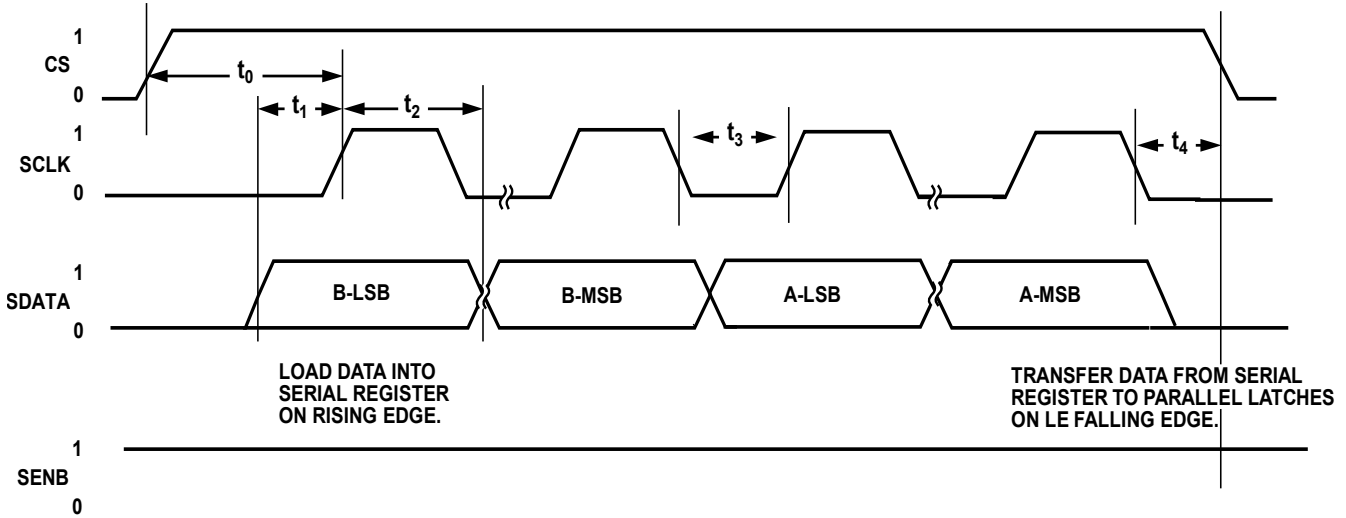 1
CS
0
t0
t1
t2
1
SCLK
0
t3
t4
1
SDATA
0
B-LSB
B-MSB
A-LSB
A-MSB
LOAD DATA INTO
SERIAL REGISTER
ON RISING EDGE.
TRANSFER DATA FROM SERIAL
REGISTER TO PARALLEL LATCHES
ON LE FALLING EDGE.
1
SENB
0